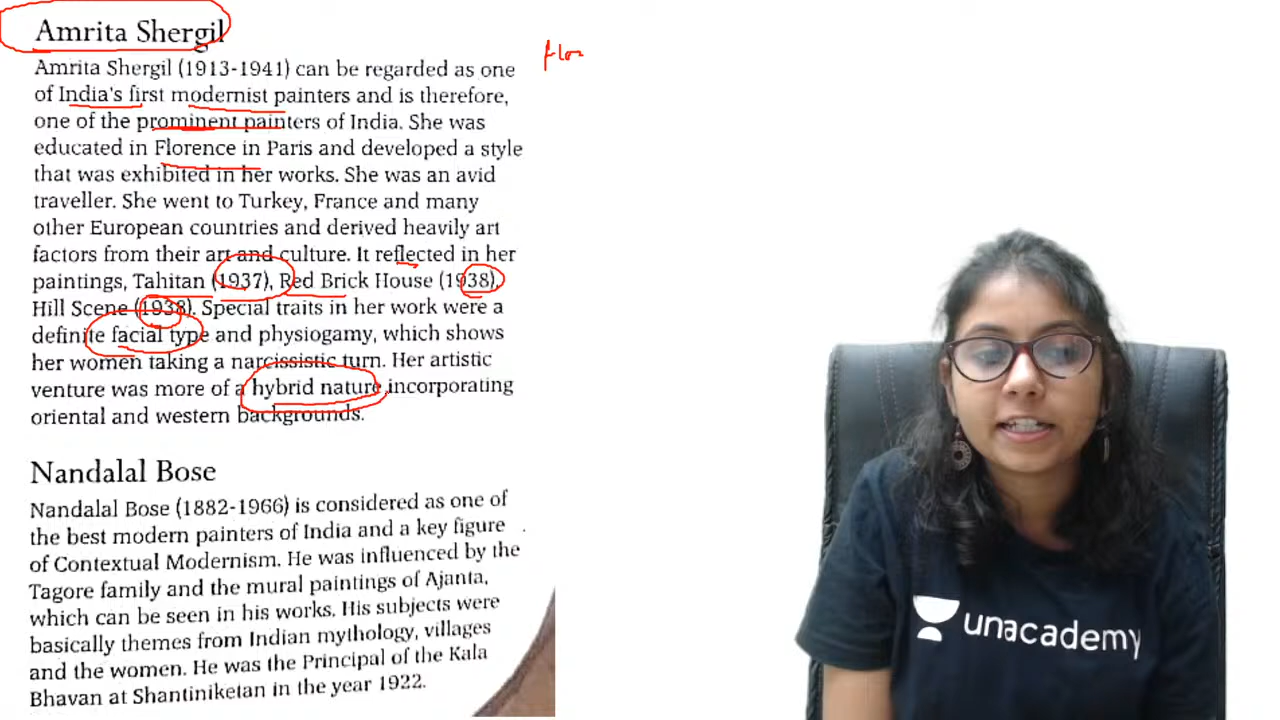 Amrita Shergil
Amrita Shergil (1913-1941) can be regarded as one
of India's first modernist painters and is therefore,
one of the prominent painters of India. She was
educated in Florence in Paris and developed a style
that was exhibited in her works. She was an avid
traveller. She went to Turkey, France and many
other European countries and derived heavily art
factors from their art and culture. It reflected in her
paintings, Tahitan (1937), Red Brick House (1938),
Hill Scene (1938). Special traits in her work were a
definite facial type and physiogamy, which shows
her women taking a narcissistic turn. Her artistic
venture was more of a hybrid nature, incorporating
oriental and western backgrounds.
Nandalal Bose
Nandalal Bose (1882-1966) is considered as one of
the best modern painters of India and a key figure
of Contextual Modernism. He was influenced by the
Tagore family and the mural paintings of Ajanta,
which can be seen in his works. His subjects were
basically themes from Indian mythology, villages
and the women. He was the Principal of the Kala
Bhavan at Shantiniketan in the year 1922.
unacademy